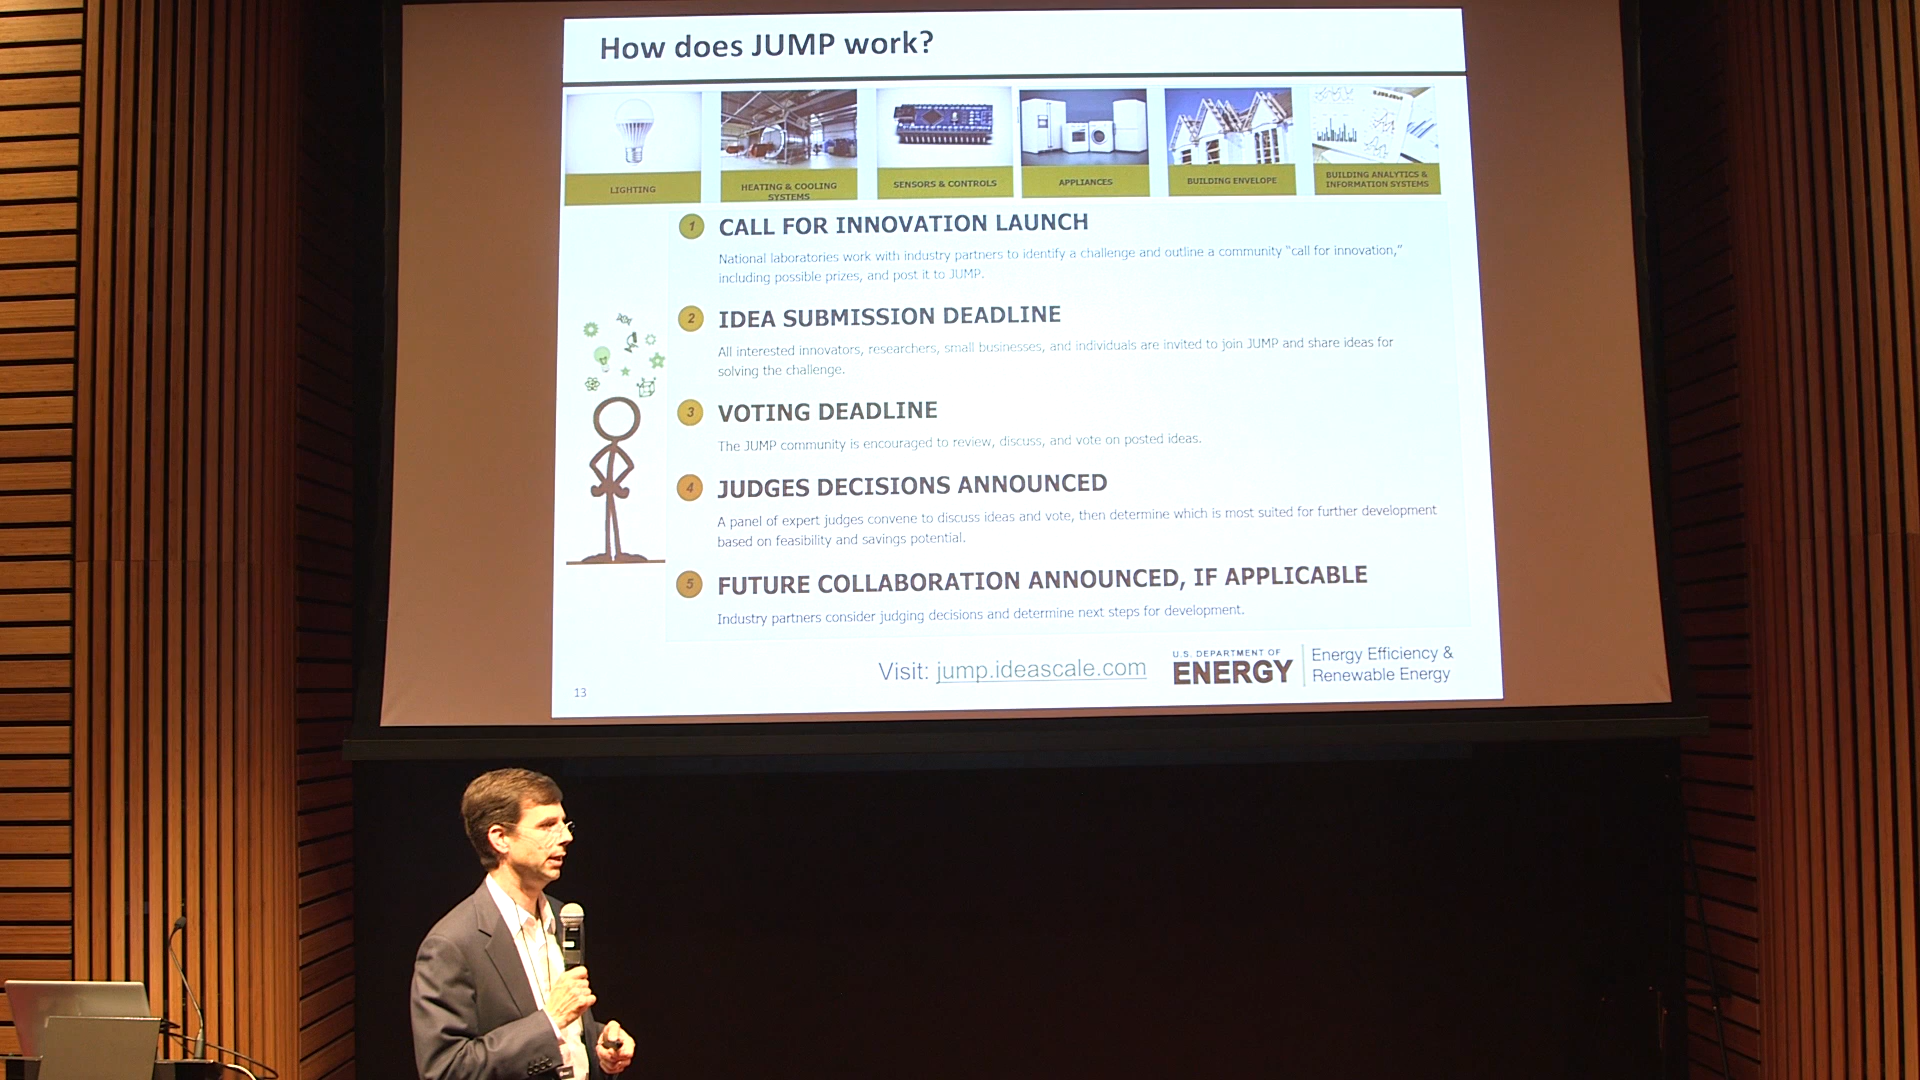 How does JUMP work?
LIGHTING
HEATING & COOLING
SYSTEMS
SENSORS & CONTROLS
APPLIANCES
BUILDING ENVELOPE
BUILDING ANALYTICS &
INFORMATION SYSTEMS
1 CALL FOR INNOVATION LAUNCH
National laboratories work with industry partners to identify a challenge and outline a community “call for innovation,”
including possible prizes, and post it to JUMP.
2 IDEA SUBMISSION DEADLINE
All interested innovators, researchers, small businesses, and individuals are invited to join JUMP and share ideas for
solving the challenge.
3 VOTING DEADLINE
The JUMP community is encouraged to review, discuss, and vote on posted ideas.
4 JUDGES DECISIONS ANNOUNCED
A panel of expert judges convene to discuss ideas and vote, then determine which is most suited for further development
based on feasibility and savings potential.
5 FUTURE COLLABORATION ANNOUNCED, IF APPLICABLE
Industry partners consider judging decisions and determine next steps for development.
Visit: jump.ideascale.com
U.S. DEPARTMENT OF
ENERGY
Energy Efficiency &
Renewable Energy
13